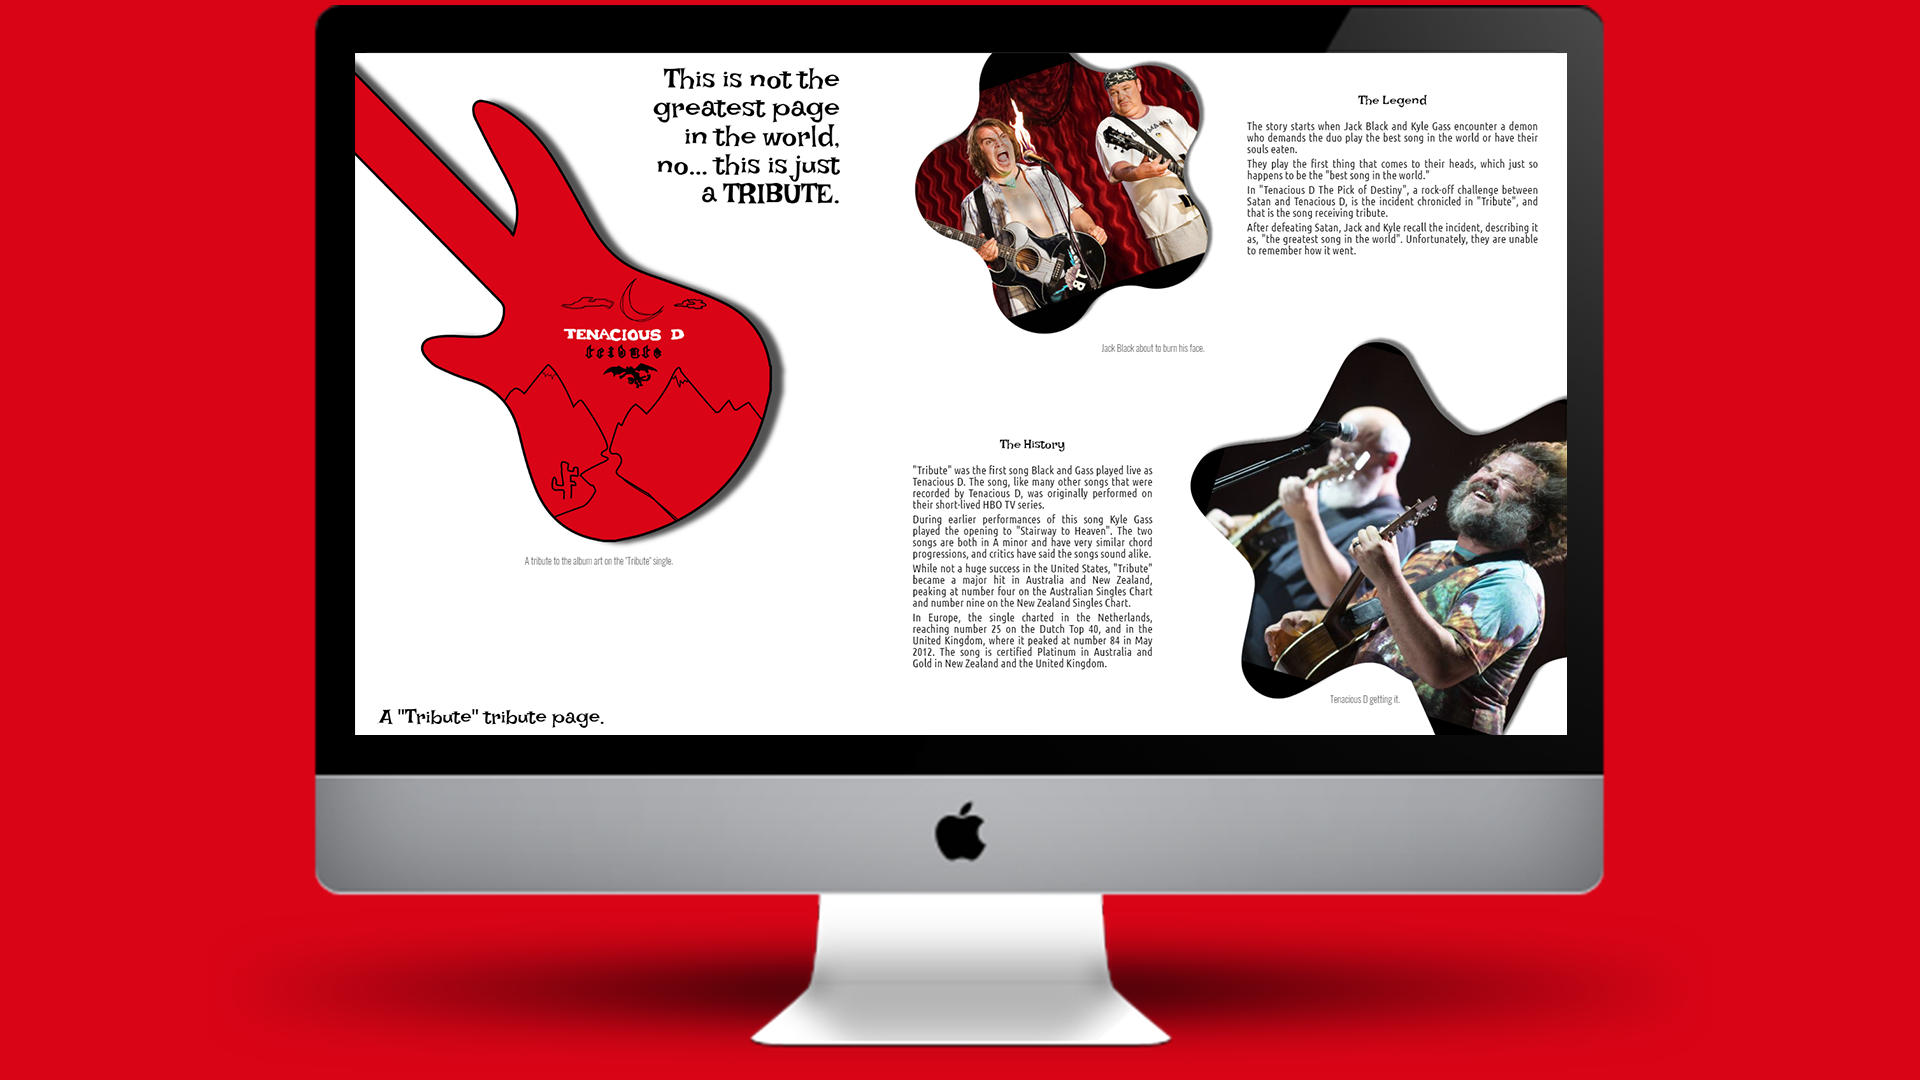 This is not the
greatest page
in the world,
no... this is just
a TRIBUTE.
TENACIOUS D
tribute
A tribute to the album art on the "Tribute" single.
A "Tribute" tribute page.
Jack Black about to burn his face.
The Legend
The story starts when Jack Black and Kyle Gass encounter a demon
who demands the duo play the best song in the world or have their
souls eaten.
They play the first thing that comes to their heads, which just so
happens to be the "best song in the world."
In "Tenacious D The Pick of Destiny", a rock-off challenge between
Satan and Tenacious D, is the incident chronicled in "Tribute", and
that is the song receiving tribute.
After defeating Satan, Jack and Kyle recall the incident, describing it
as, "the greatest song in the world". Unfortunately, they are unable
to remember how it went.
The History
"Tribute" was the first song Black and Gass played live as
Tenacious D. The song, like many other songs that were
recorded by Tenacious D, was originally performed on
their short-lived HBO TV series.
During earlier performances of this song Kyle Gass
played the opening to "Stairway to Heaven". The two
songs are both in A minor and have very similar chord
progressions, and critics have said the songs sound alike.
While not a huge success in the United States, "Tribute"
became a major hit in Australia and New Zealand,
peaking at number four on the Australian Singles Chart
and number nine on the New Zealand Singles Chart.
In Europe, the single charted in the Netherlands,
reaching number 25 on the Dutch Top 40, and in the
United Kingdom, where it peaked at number 84 in May
2012. The song is certified Platinum in Australia and
Gold in New Zealand and the United Kingdom.
Tenacious D getting it.